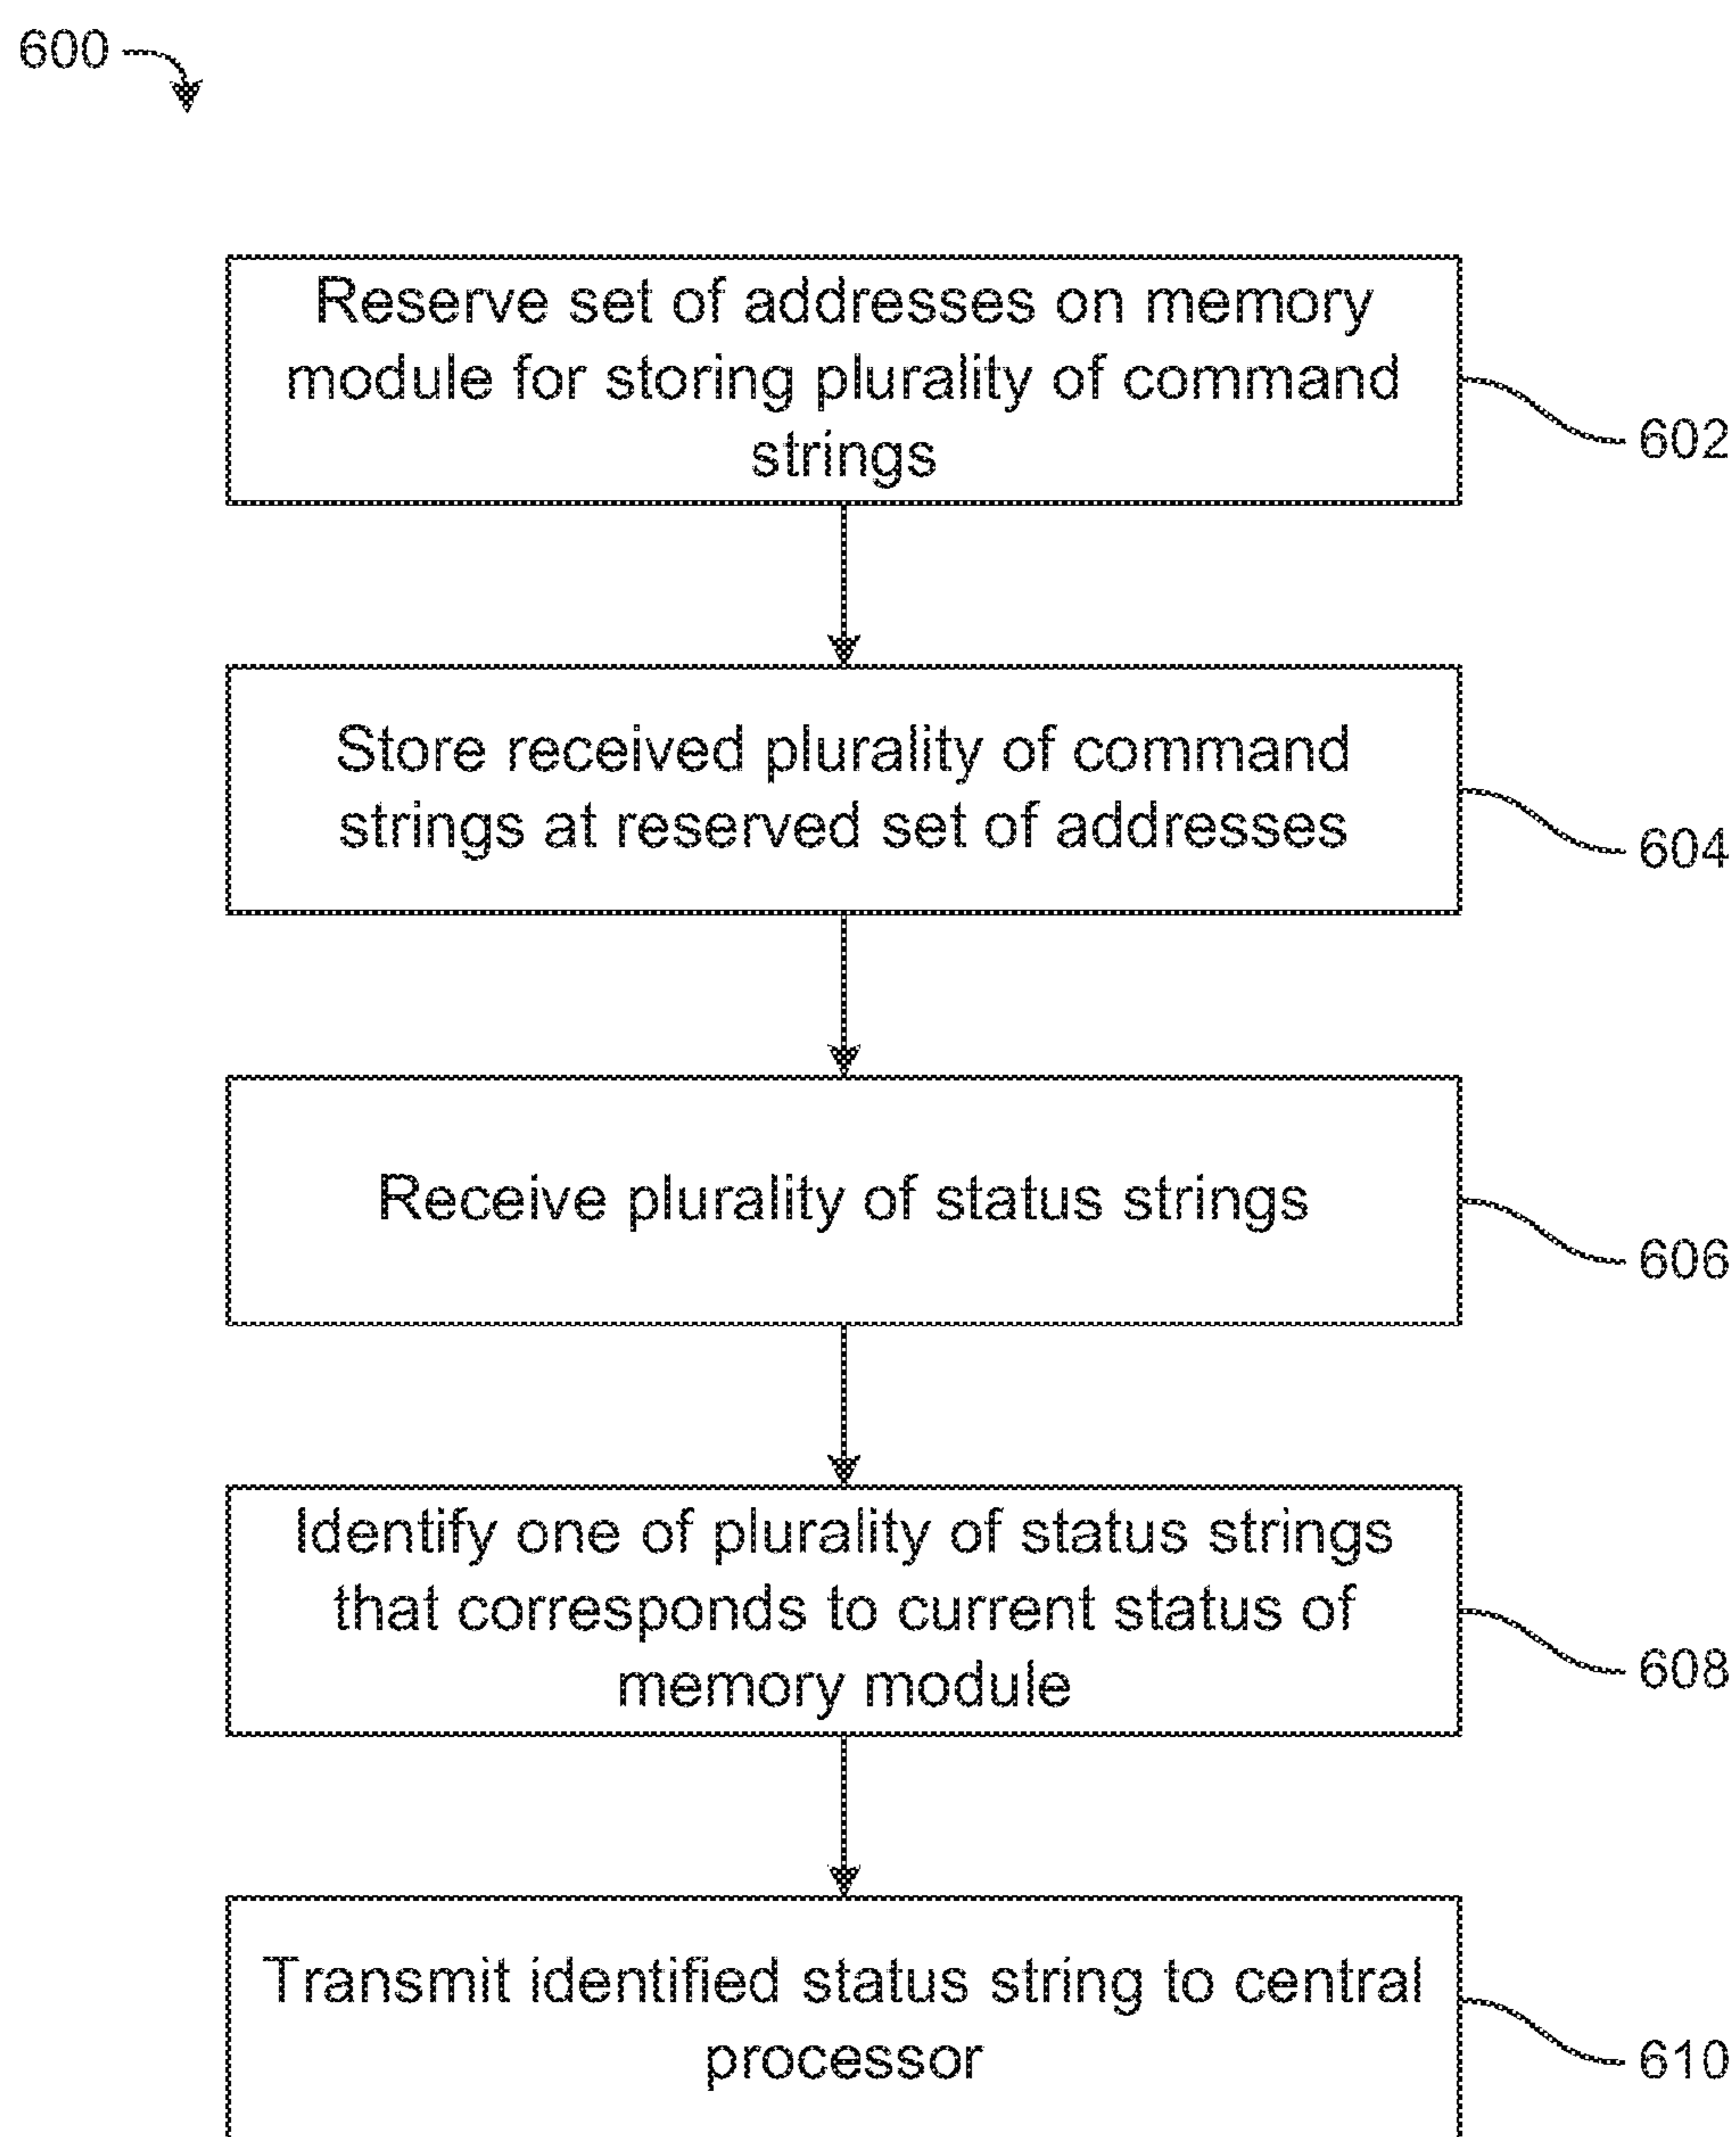 600
Reserve set of addresses on memory
module for storing plurality of command
strings
602
Store received plurality of command
strings at reserved set of addresses
604
Receive plurality of status strings
606
Identify one of plurality of status strings
that corresponds to current status of
memory module
608
Transmit identified status string to central
processor
610